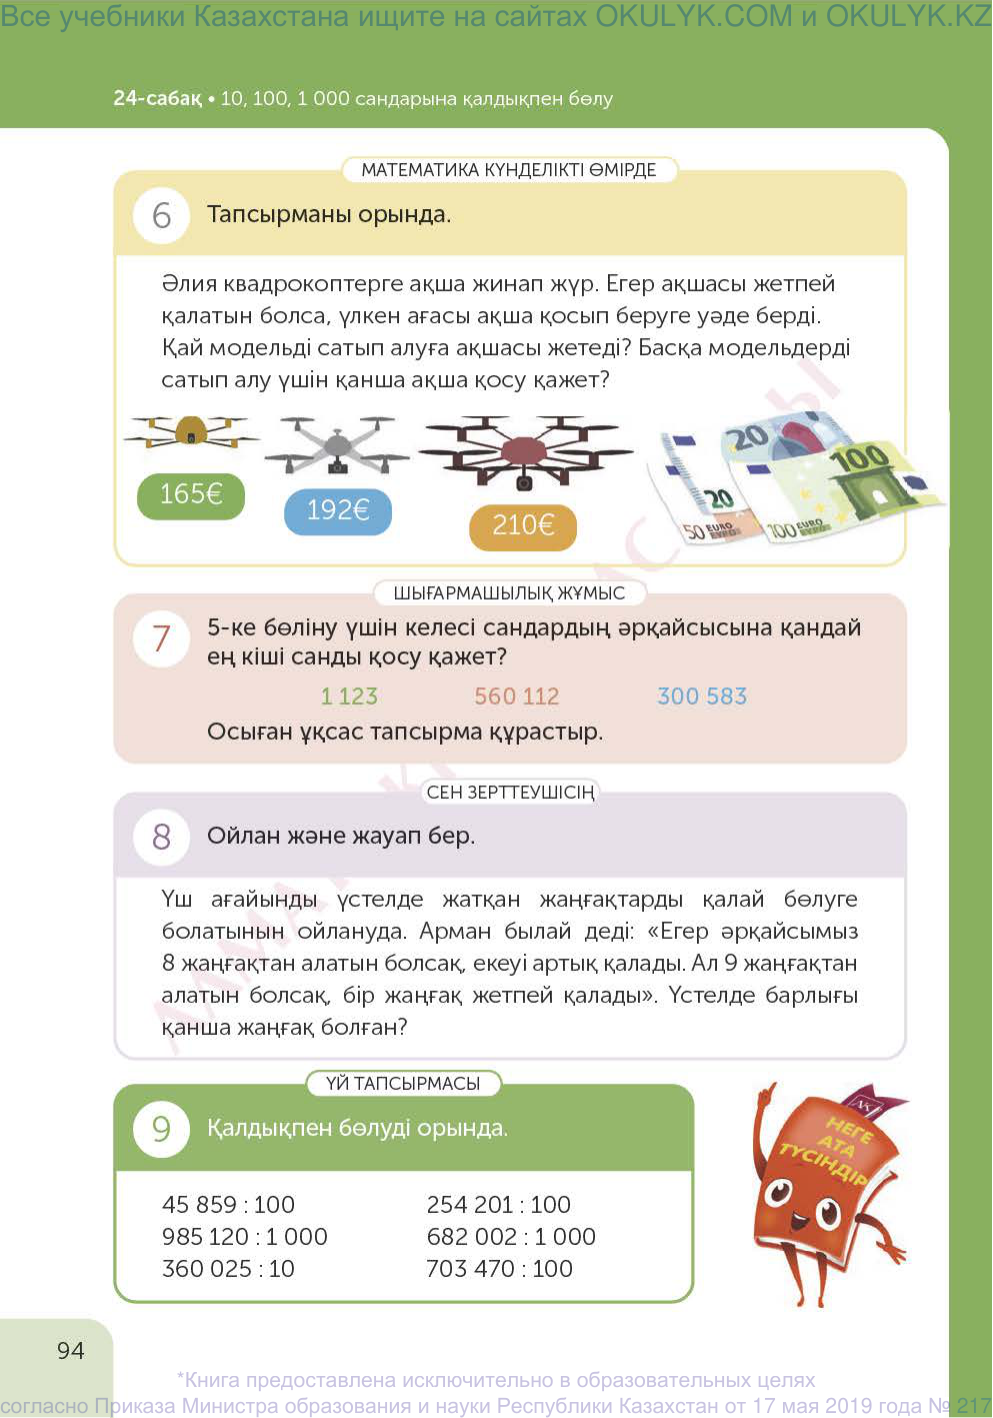 Все учебники Казахстана ищите на сайтах OKULYK.COM и OKULYK.KZ
24-сабақ • 10, 100, 1 000 сандарына қалдықпен бөлу
МАТЕМАТИКА КҮНДЕЛІКТІ ӨМІРДЕ
6 Тапсырманы орында.
Әлия квадрокоптерге ақша жинап жүр. Егер ақшасы жетпей
қалатын болса, үлкен ағасы ақша қосып беруге уәде берді.
Қай модельді сатып алуға ақшасы жетеді? Басқа модельдерді
сатып алу үшін қанша ақша қосу қажет?
165€ 192€ 210€
20 100
20
50 EURO 100 EURO
ШЫҒАРМАШЫЛЫҚ ЖҰМЫС
7 5-ке бөліну үшін келесі сандардың әрқайсысына қандай
ең кіші санды қосу қажет?
1 123 560 112 300 583
Осыған ұқсас тапсырма құрастыр.
СЕН ЗЕРТТЕУШІСІҢ
8 Ойлан және жауап бер.
Үш ағайынды үстелде жатқан жаңғақтарды қалай бөлуге
болатынын ойлануда. Арман былай деді: «Егер әрқайсымыз
8 жаңғақтан алатын болсақ, екеуі артық қалады. Ал 9 жаңғақтан
алатын болсақ, бір жаңғақ жетпей қалады». Үстелде барлығы
қанша жаңғақ болған?
ҮЙ ТАПСЫРМАСЫ
9 Қалдықпен бөлуді орында.
45 859 : 100 254 201 : 100
985 120 : 1 000 682 002 : 1 000
360 025 : 10 703 470 : 100
АК
НЕГЕ
АТА
ТҮСІНДІР
94
*Книга предоставлена исключительно в образовательных целях
согласно Приказа Министра образования и науки Республики Казахстан от 17 мая 2019 года № 217